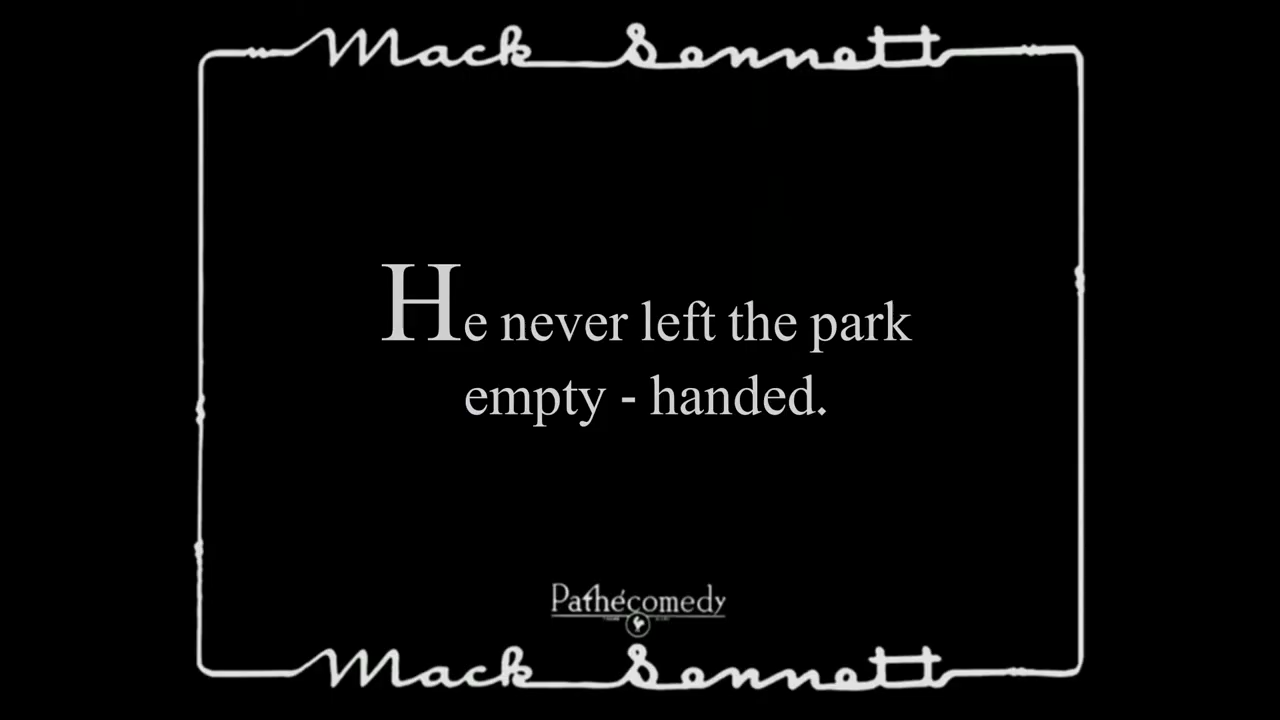 Mack Sennett
He never left the park
empty - handed.
Pathécomedy
Mack Sennett